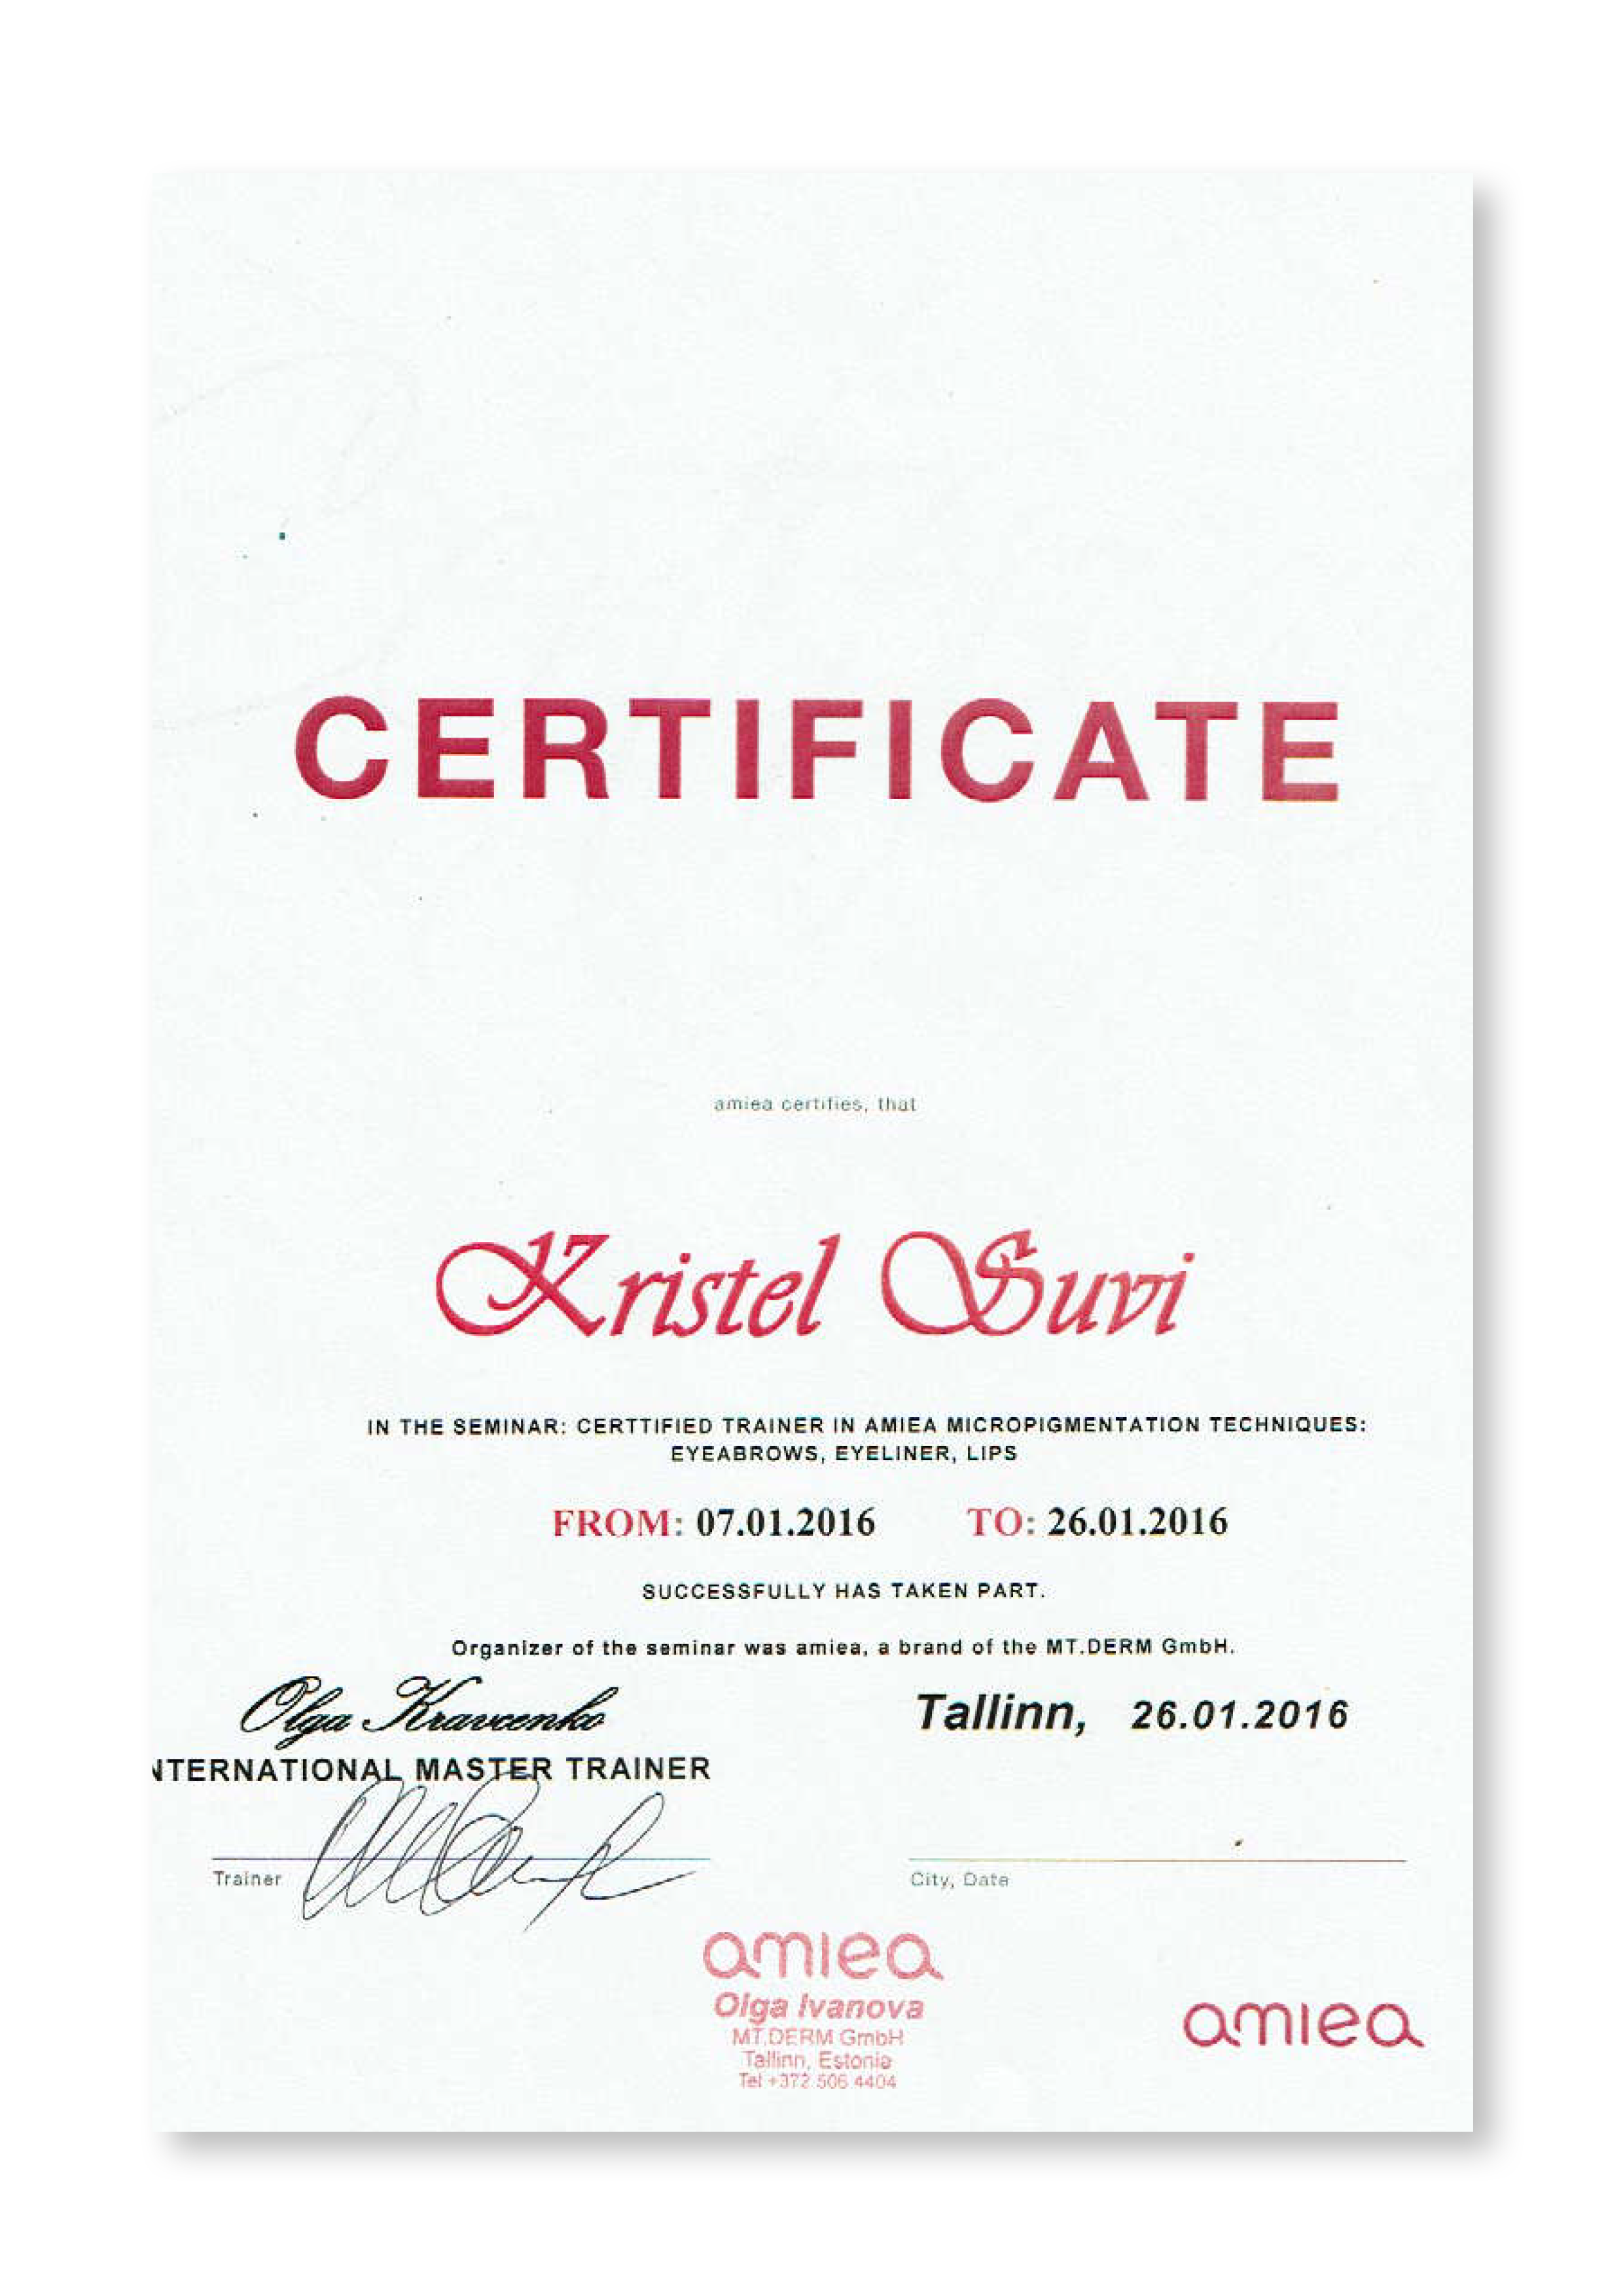 CERTIFICATE
amiea certifies, that
Kristel Suvi
IN THE SEMINAR: CERTTIFIED TRAINER IN AMIEA MICROPIGMENTATION TECHNIQUES:
EYEABROWS, EYELINER, LIPS
FROM: 07.01.2016 TO: 26.01.2016
SUCCESSFULLY HAS TAKEN PART.
Organizer of the seminar was amiea, a brand of the MT.DERM GmbH.
Olga Kravcenko
Tallinn, 26.01.2016
NTERNATIONAL MASTER TRAINER
Trainer
City, Date
amiea
Olga Ivanova
MT.DERM GmbH
Tallinn, Estonia
Tel +372 506 4404
amiea